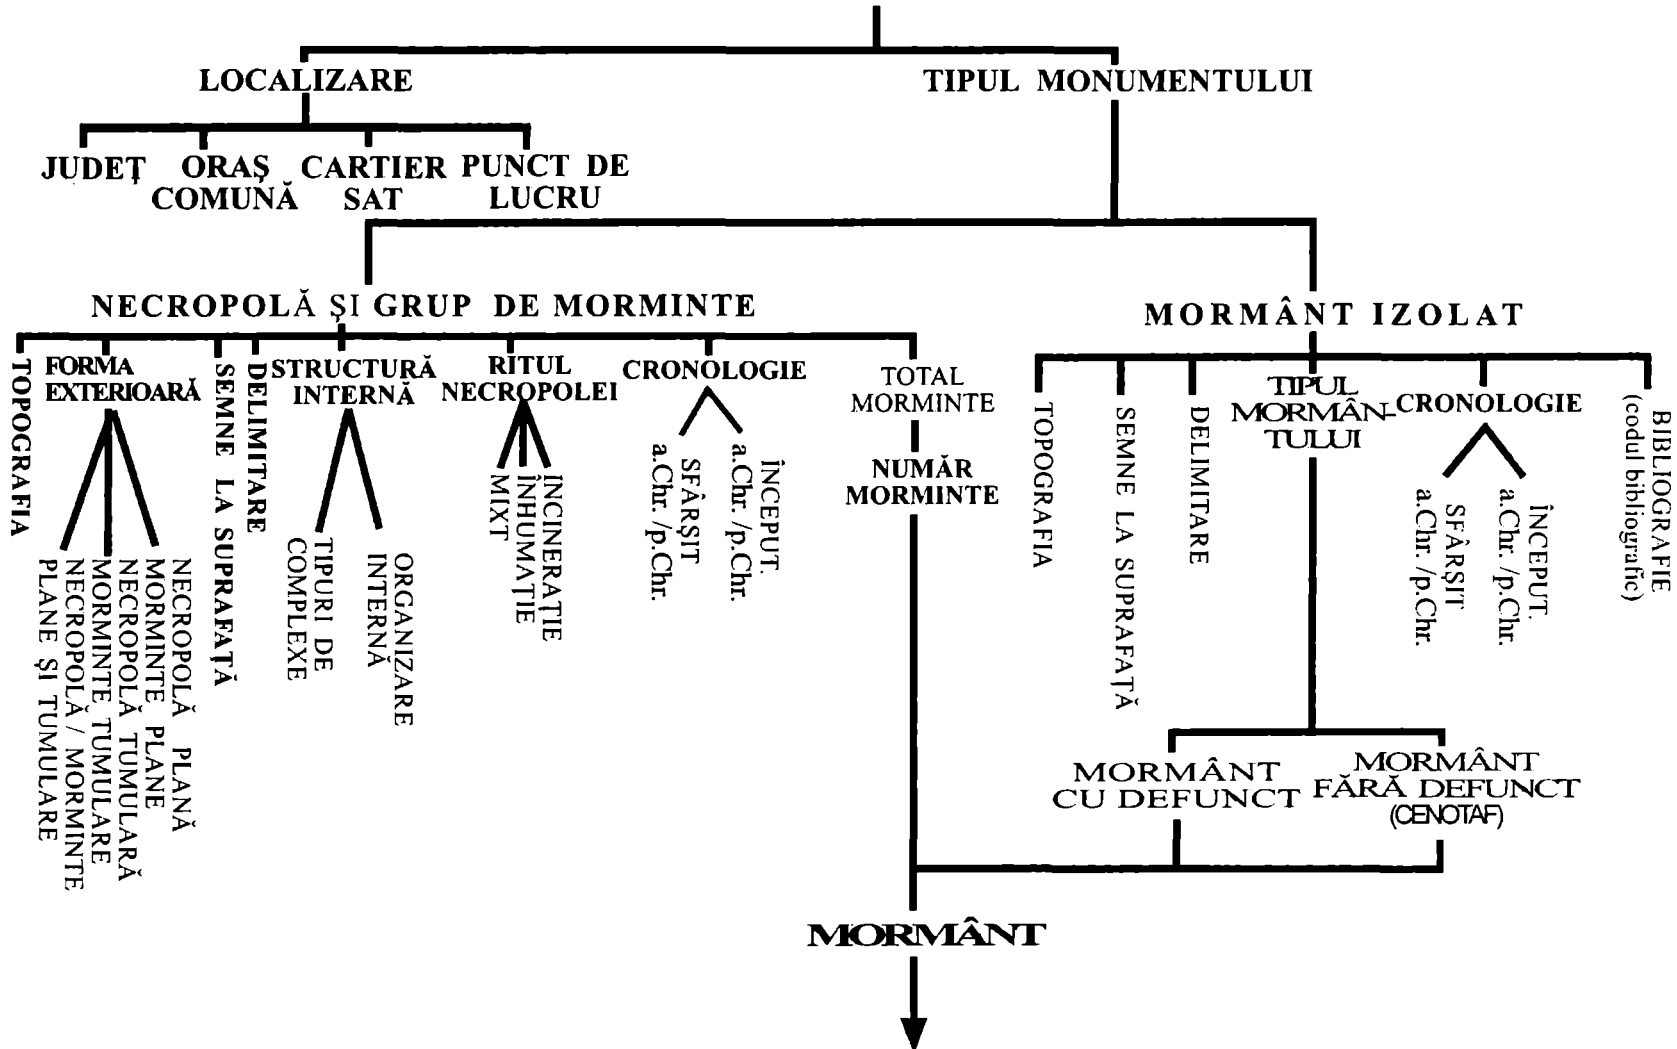 LOCALIZARE
TIPUL MONUMENTULUI
JUDEȚ
ORAȘ
COMUNĂ
CARTIER
SAT
PUNCT DE
LUCRU
NECROPOLĂ ȘI GRUP DE MORMINTE
MORMÂNT IZOLAT
TOPOGRAFIA
FORMA
EXTERIOARĂ
NECROPOLĂ PLANĂ
MORMINTE PLANE
NECROPOLĂ TUMULARĂ
MORMINTE TUMULARE
NECROPOLĂ / MORMINTE
PLANE ȘI TUMULARE
SEMNE LA SUPRAFAȚĂ
DELIMITARE
STRUCTURĂ
INTERNĂ
TIPURI DE
COMPLEXE
ORGANIZARE
INTERNĂ
RITUL
NECROPOLEI
ÎNCINERAȚIE
ÎNHUMAȚIE
MIXT
CRONOLOGIE
ÎNCEPUT.
a.Chr. /p.Chr.
SFÂRȘIT
a.Chr. /p.Chr.
TOTAL
MORMINTE
NUMĂR
MORMINTE
TOPOGRAFIA
SEMNE LA SUPRAFAȚĂ
DELIMITARE
TIPUL
MORMÂN-
TULUI
CRONOLOGIE
ÎNCEPUT.
a.Chr. /p.Chr.
SFÂRȘIT
a.Chr. /p.Chr.
BIBLIOGRAFIE
(codul bibliografic)
MORMÂNT
CU DEFUNCT
MORMÂNT
FĂRĂ DEFUNCT
(CENOTAF)
MORMÂNT